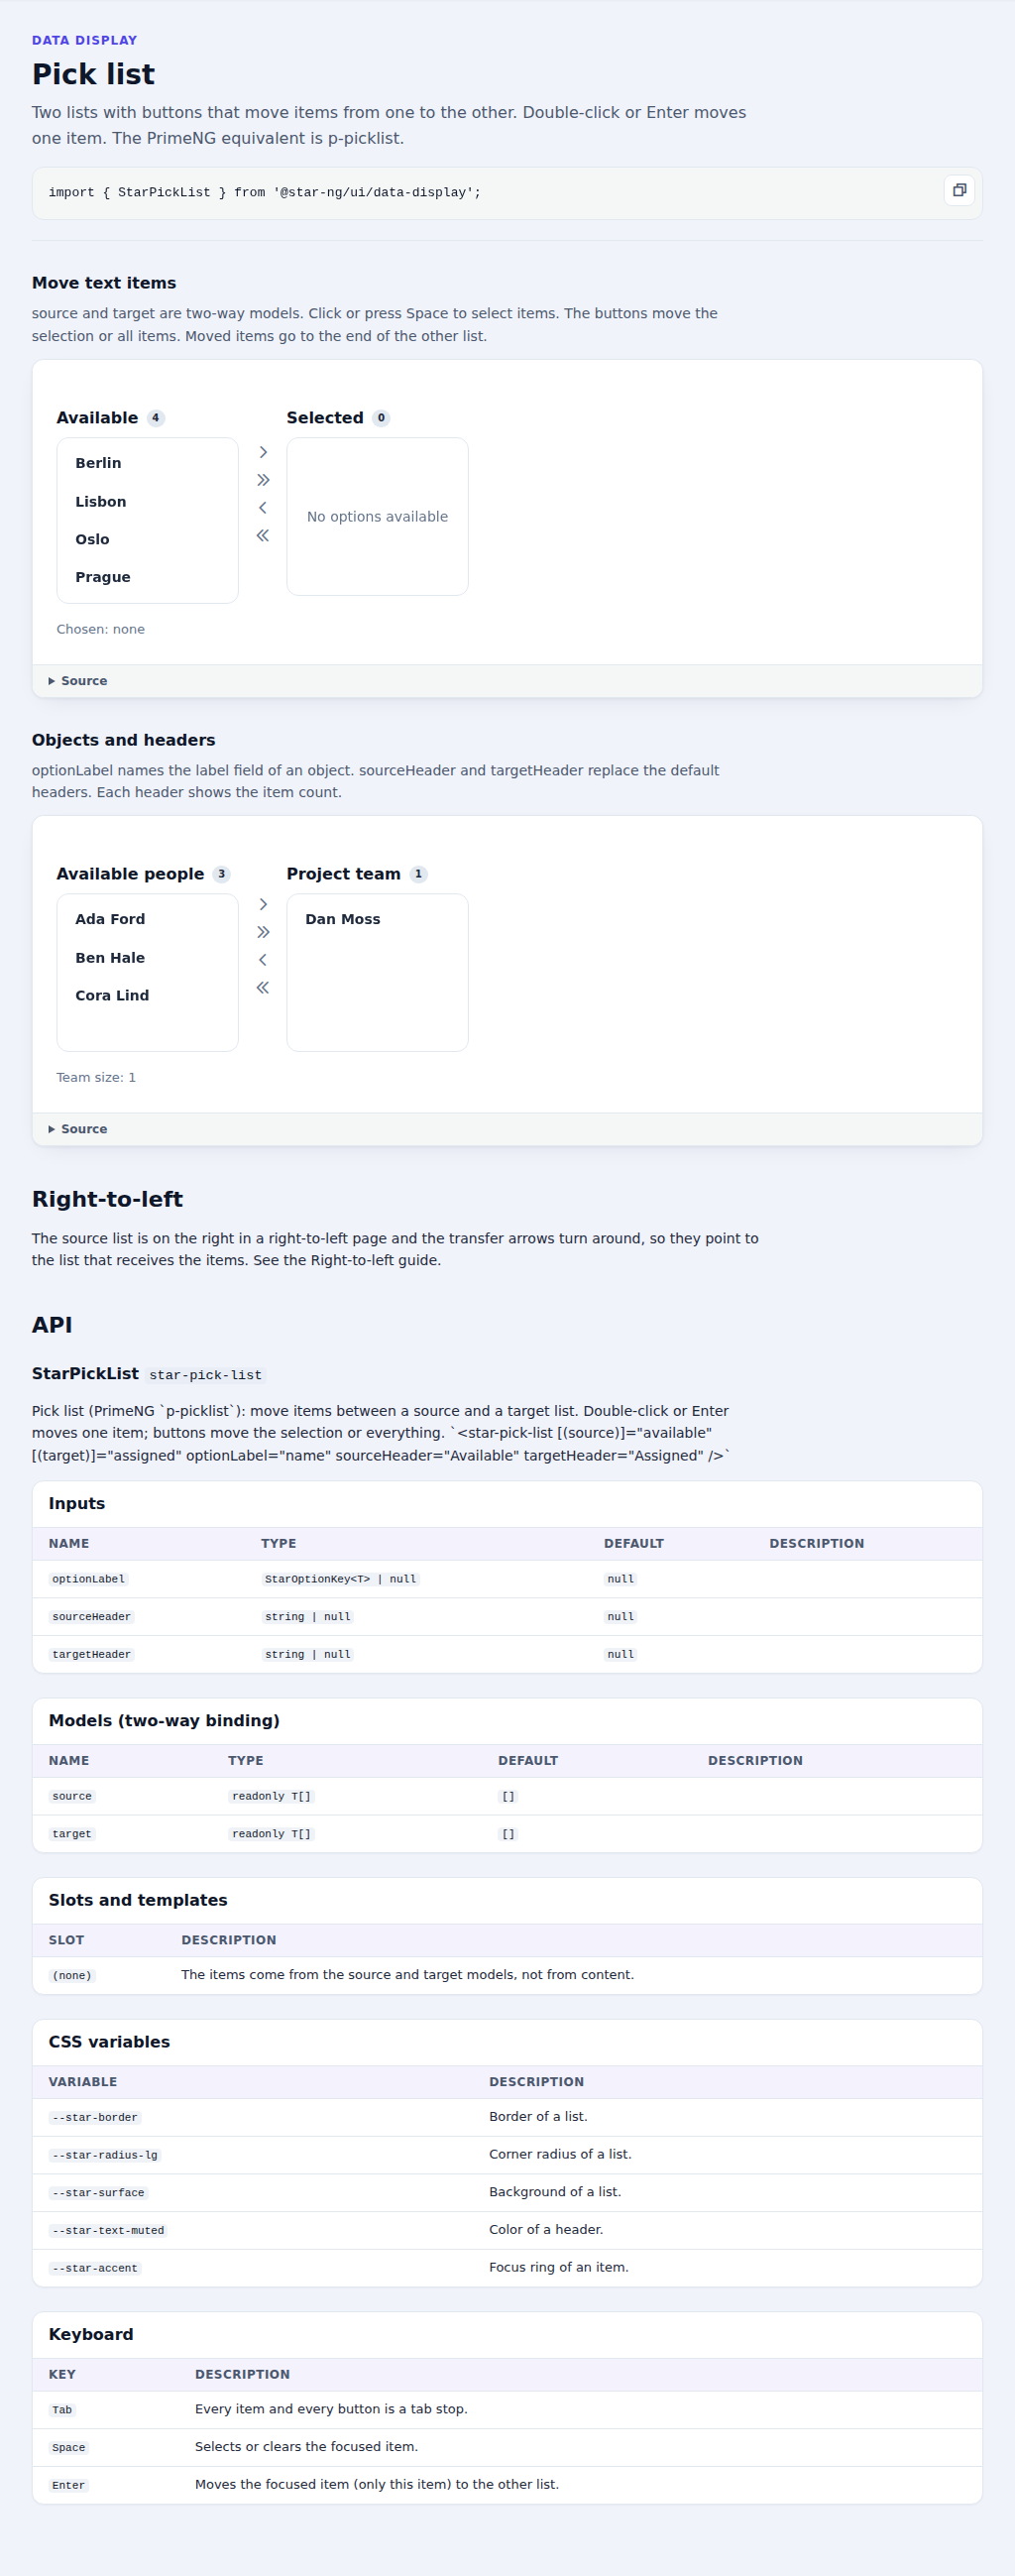 DATA DISPLAY
Pick list
Two lists with buttons that move items from one to the other. Double-click or Enter moves
one item. The PrimeNG equivalent is p-picklist.
import { StarPickList } from '@star-ng/ui/data-display';
Move text items
source and target are two-way models. Click or press Space to select items. The buttons move the
selection or all items. Moved items go to the end of the other list.
Available 4 Selected 0
Berlin
Lisbon
Oslo
Prague
No options available
Chosen: none
Source
Objects and headers
optionLabel names the label field of an object. sourceHeader and targetHeader replace the default
headers. Each header shows the item count.
Available people 3 Project team 1
Ada Ford
Ben Hale
Cora Lind
Dan Moss
Team size: 1
Source
Right-to-left
The source list is on the right in a right-to-left page and the transfer arrows turn around, so they point to
the list that receives the items. See the Right-to-left guide.
API
StarPickList star-pick-list
Pick list (PrimeNG `p-picklist`): move items between a source and a target list. Double-click or Enter
moves one item; buttons move the selection or everything. `<star-pick-list [(source)]="available"
[(target)]="assigned" optionLabel="name" sourceHeader="Available" targetHeader="Assigned" />`
Inputs
NAME TYPE DEFAULT DESCRIPTION
optionLabel StarOptionKey<T> | null null
sourceHeader string | null null
targetHeader string | null null
Models (two-way binding)
NAME TYPE DEFAULT DESCRIPTION
source readonly T[] []
target readonly T[] []
Slots and templates
SLOT DESCRIPTION
(none) The items come from the source and target models, not from content.
CSS variables
VARIABLE DESCRIPTION
--star-border Border of a list.
--star-radius-lg Corner radius of a list.
--star-surface Background of a list.
--star-text-muted Color of a header.
--star-accent Focus ring of an item.
Keyboard
KEY DESCRIPTION
Tab Every item and every button is a tab stop.
Space Selects or clears the focused item.
Enter Moves the focused item (only this item) to the other list.